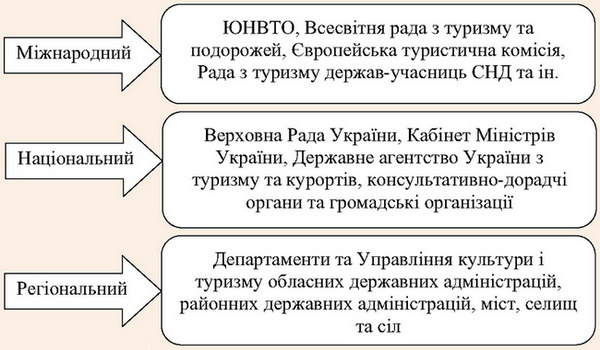 Міжнародний
ЮНВТО, Всесвітня рада з туризму та
подорожей, Європейська туристична комісія,
Рада з туризму держав-учасниць СНД та ін.
Національний
Верховна Рада України, Кабінет Міністрів
України, Державне агентство України з
туризму та курортів, консультативно-дорадчі
органи та громадські організації
Регіональний
Департаменти та Управління культури і
туризму обласних державних адміністрацій,
районних державних адміністрацій, міст, селищ
та сіл